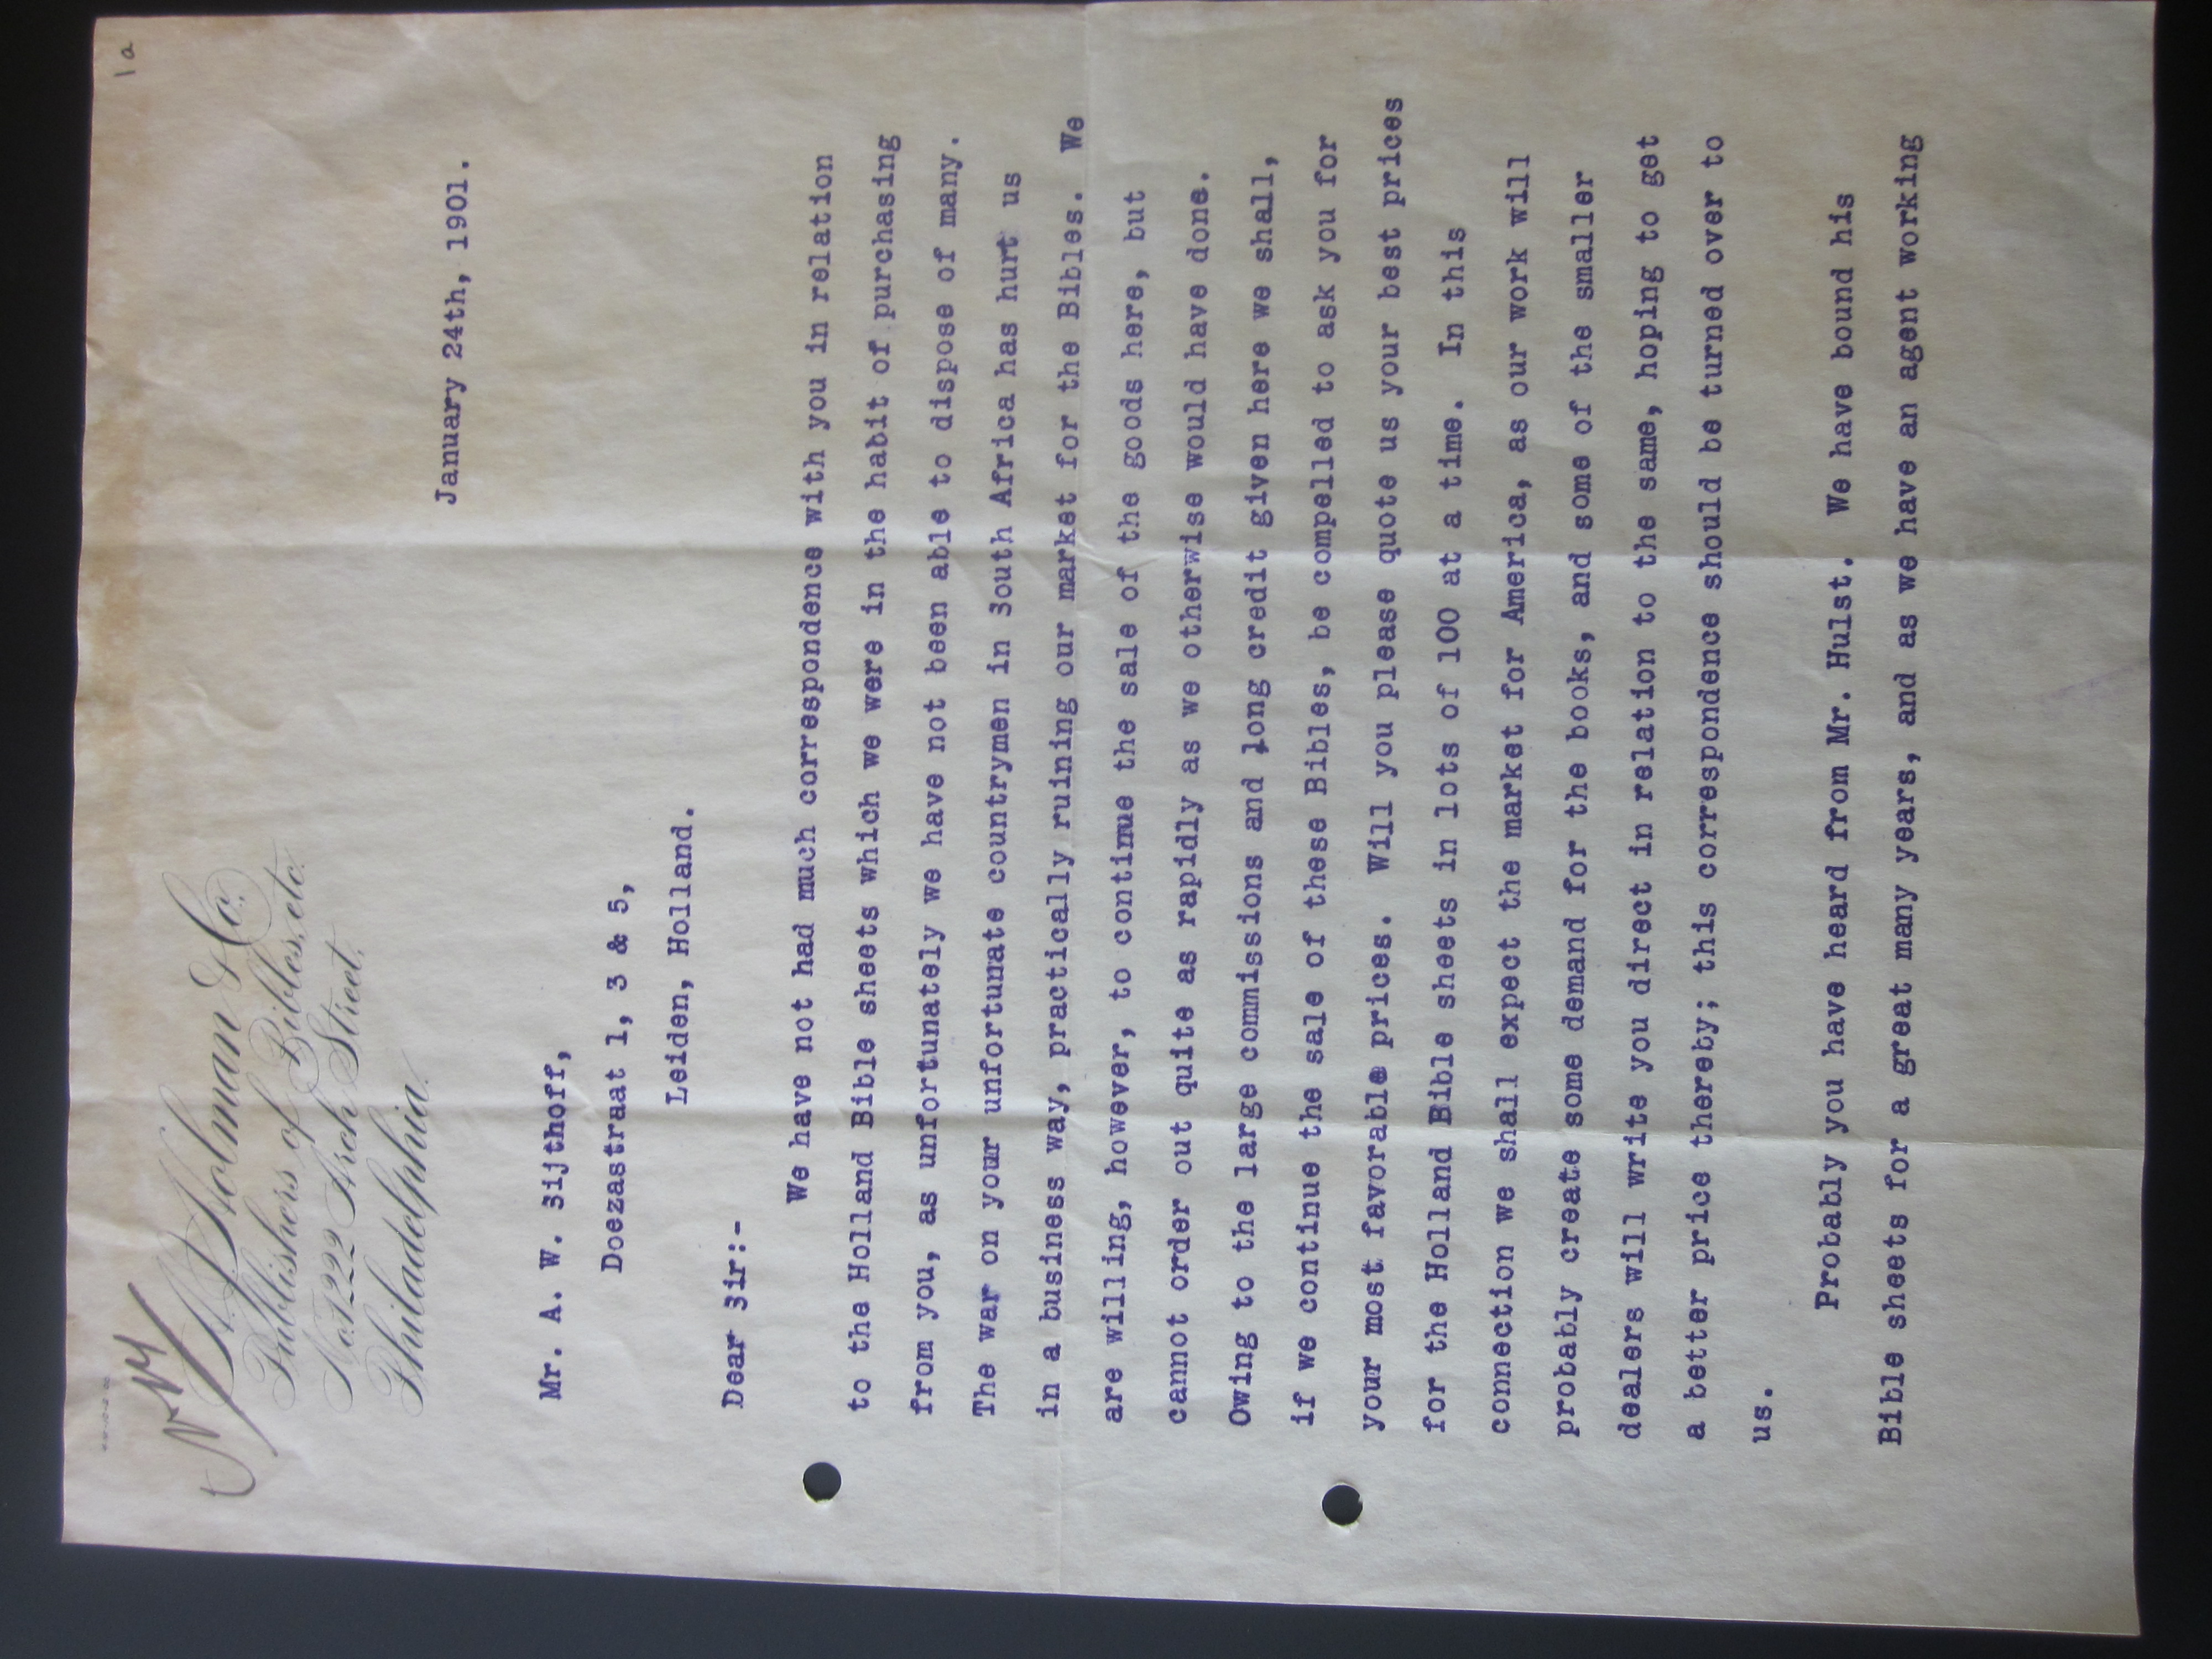 1a
A. J. Holman & Co.,
Publishers of Bibles, etc.
No. 1222 Arch Street,
Philadelphia.
January 24th, 1901.
Mr. A. W. Sijthoff,
Doezastraat 1, 3 & 5,
Leiden, Holland.
Dear Sir:-
We have not had much correspondence with you in relation
to the Holland Bible sheets which we were in the habit of purchasing
from you, as unfortunately we have not been able to dispose of many.
The war on your unfortunate countrymen in South Africa has hurt us
in a business way, practically ruining our market for the Bibles. We
are willing, however, to continue the sale of the goods here, but
cannot order out quite as rapidly as we otherwise would have done.
Owing to the large commissions and long credit given here we shall,
if we continue the sale of these Bibles, be compelled to ask you for
your most favorable prices. Will you please quote us your best prices
for the Holland Bible sheets in lots of 100 at a time. In this
connection we shall expect the market for America, as our work will
probably create some demand for the books, and some of the smaller
dealers will write you direct in relation to the same, hoping to get
a better price thereby; this correspondence should be turned over to
us.
Probably you have heard from Mr. Hulst. We have bound his
Bible sheets for a great many years, and as we have an agent working